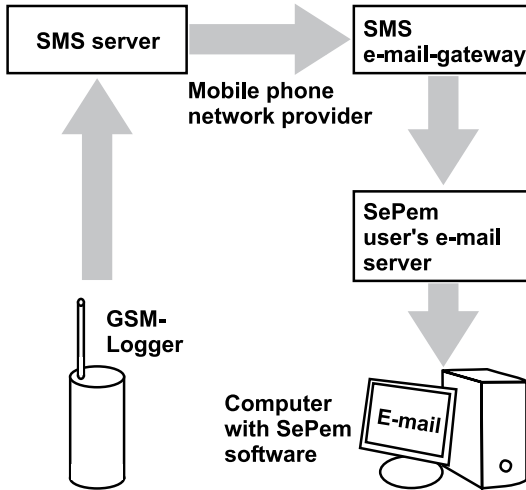 SMS server
SMS
e-mail-gateway
Mobile phone
network provider
SePem
user's e-mail
server
GSM-
Logger
Computer
with SePem
software
E-mail